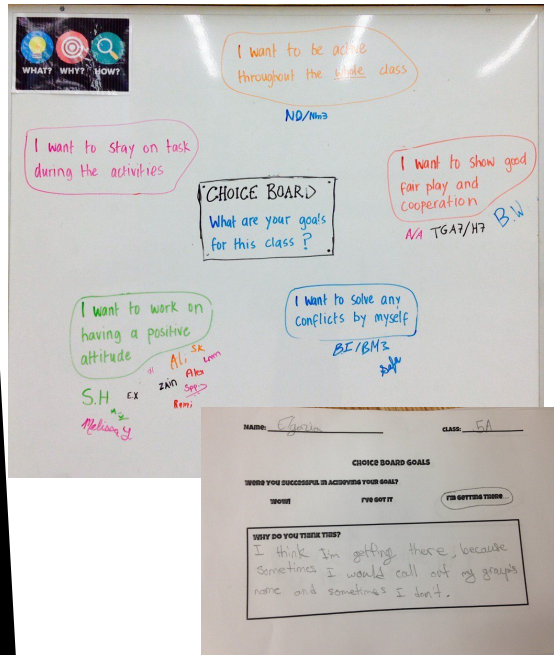 WHAT? WHY? HOW?
I want to be active
throughout the whole class
ND/Nm3
I want to stay on task
during the activities
CHOICE BOARD
What are your goals
for this class?
I want to show good
fair play and
cooperation
A/A TGA7/H7 B.W
I want to work on
having a positive
attitude
Al. SK
Alex
ZAIN
Remi
S.H E.X
Melissa Y
I want to solve any
conflicts by myself
BI/BM3
Safa
NAME:
CLASS: 5A
CHOICE BOARD GOALS
WERE YOU SUCCESSFUL IN ACHIEVING YOUR GOAL?
WOW! I'VE GOT IT I'M GETTING THERE...
WHY DO YOU THINK THIS?
I think I'm getting there, because
sometimes I would call out my group's
name and sometimes I don't.